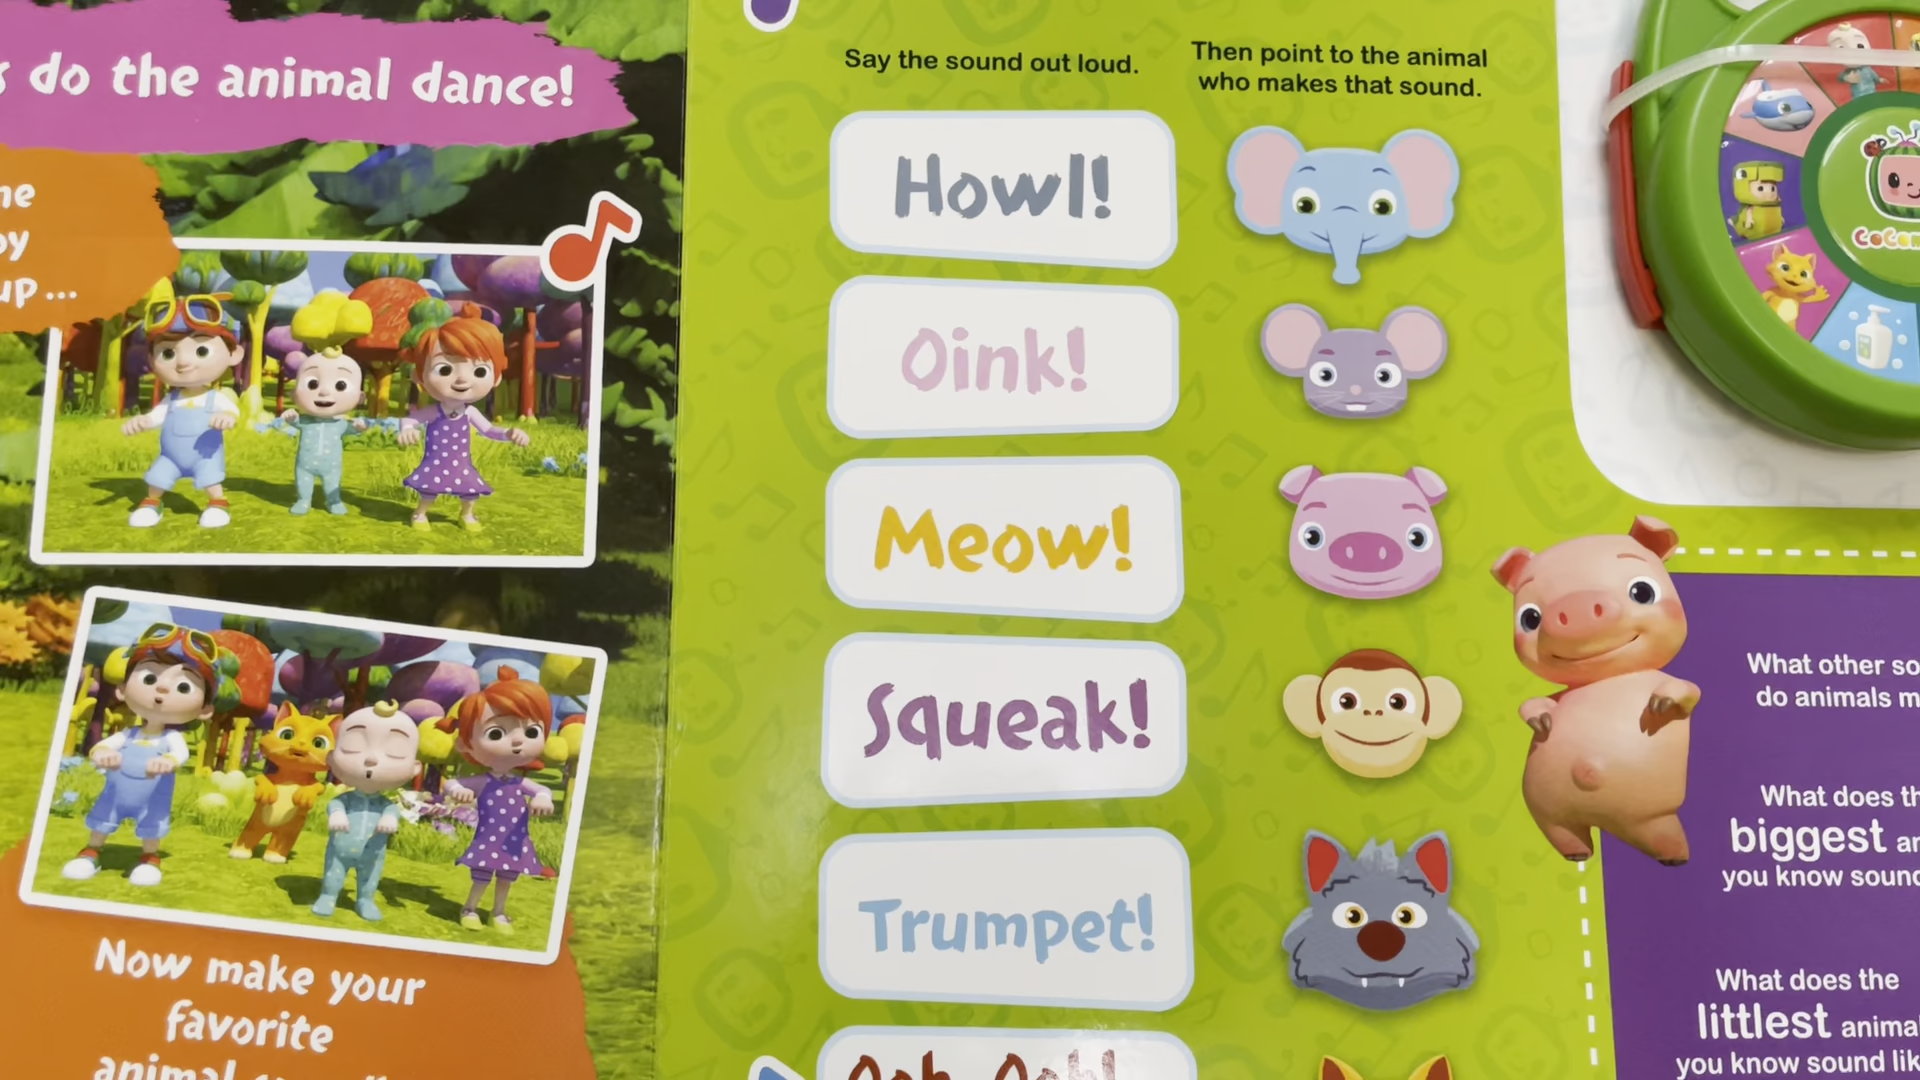 do the animal dance!
up...
Now make your
favorite
animal
Say the sound out loud.
Then point to the animal
who makes that sound.
Howl!
Oink!
Meow!
Squeak!
Trumpet!
What other
do animals
What does
biggest
you know
What does the
littlest
you know sound